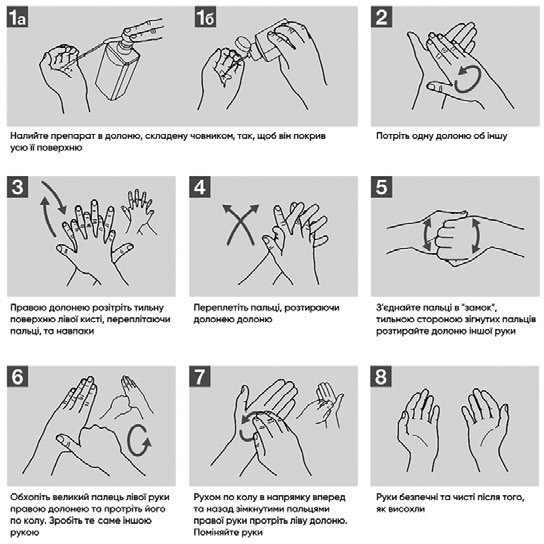 1а
1б
2
Налийте препарат в долоню, складену човником, так, щоб він покрив
усю її поверхню
Потріть одну долоню об іншу
3
4
5
Правою долонею розітріть тильну
поверхню лівої кисті, переплітаючи
пальці, та навпаки
Переплетіть пальці, розтираючи
долонею долоню
З'єднайте пальці в "замок",
тильною стороною зігнутих пальців
розтирайте долоню іншої руки
6
7
8
Обхопіть великий палець лівої руки
правою долонею та протріть його
по колу. Зробіть те саме іншою
рукою
Рухом по колу в напрямку вперед
та назад зімкнутими пальцями
правої руки протріть ліву долоню.
Поміняйте руки
Руки безпечні та чисті після того,
як висохли